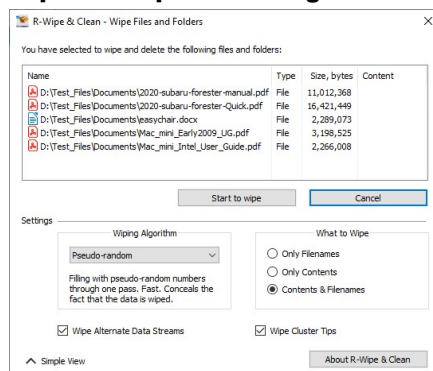 R-Wipe & Clean - Wipe Files and Folders
You have selected to wipe and delete the following files and folders:
Name Type Size, bytes Content
D:\Test_Files\Documents\2020-subaru-forester-manual.pdf File 11,012,368
D:\Test_Files\Documents\2020-subaru-forester-Quick.pdf File 16,421,449
D:\Test_Files\Documents\easychair.docx File 2,289,073
D:\Test_Files\Documents\Mac_mini_Early2009_UG.pdf File 3,198,525
D:\Test_Files\Documents\Mac_mini_Intel_User_Guide.pdf File 2,266,008
Start to wipe Cancel
Settings
Wiping Algorithm What to Wipe
Pseudo-random
Only Filenames
Filling with pseudo-random numbers
through one pass. Fast. Conceals the
fact that the data is wiped.
Only Contents
Contents & Filenames
Wipe Alternate Data Streams Wipe Cluster Tips
Simple View About R-Wipe & Clean